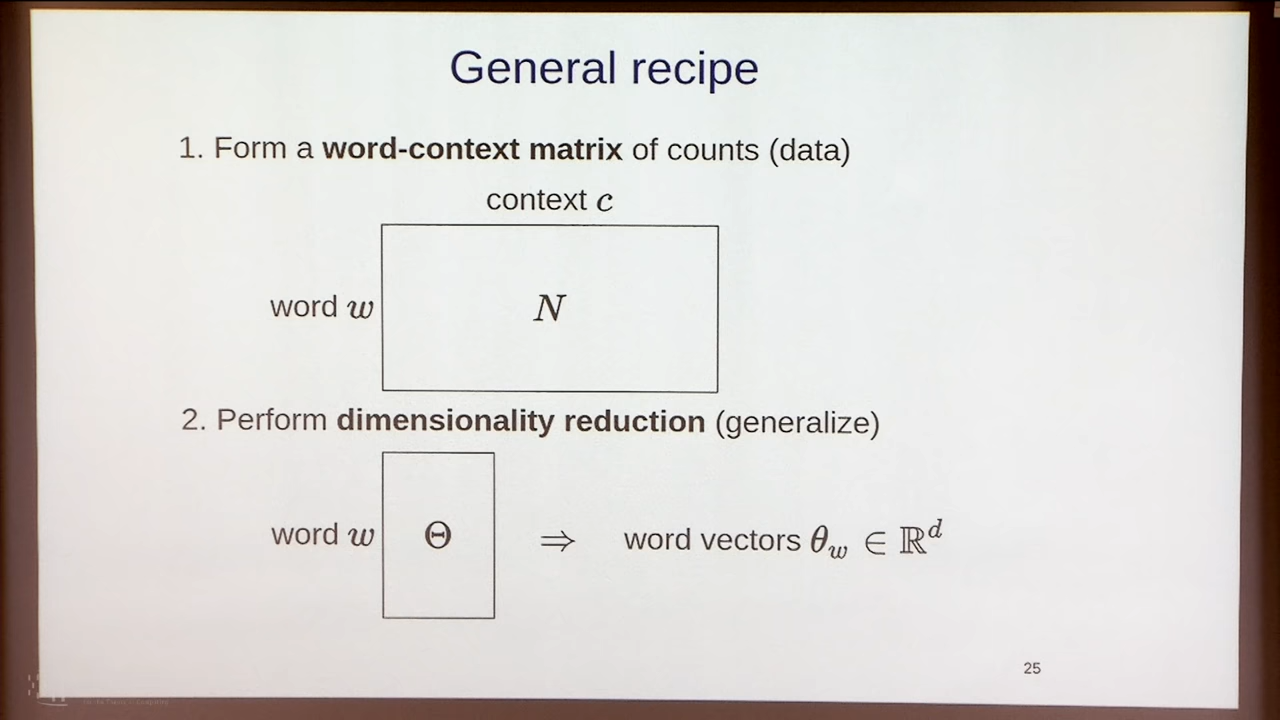 General recipe
1. Form a word-context matrix of counts (data)
context c
word w
N
2. Perform dimensionality reduction (generalize)
word w
Θ
⇒ word vectors θ_w ∈ ℝ^d
25